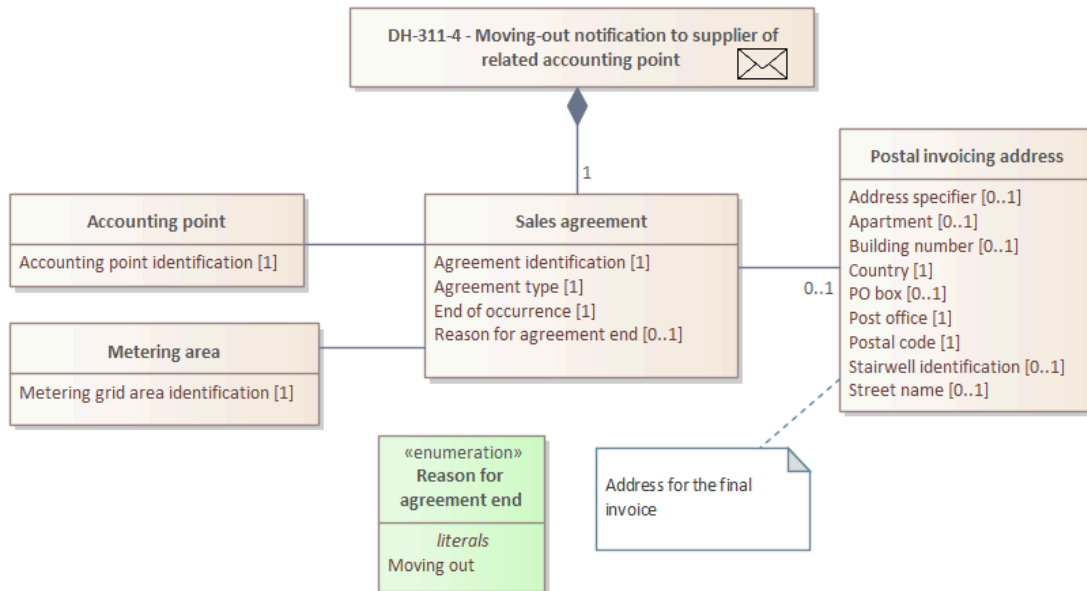 DH-311-4 - Moving-out notification to supplier of
related accounting point
1
Postal invoicing address
Address specifier [0..1]
Apartment [0..1]
Building number [0..1]
Country [1]
PO box [0..1]
Post office [1]
Postal code [1]
Stairwell identification [0..1]
Street name [0..1]
Accounting point
Accounting point identification [1]
Sales agreement
Agreement identification [1]
Agreement type [1]
End of occurrence [1]
Reason for agreement end [0..1]
0..1
Metering area
Metering grid area identification [1]
«enumeration»
Reason for
agreement end
literals
Moving out
Address for the final
invoice